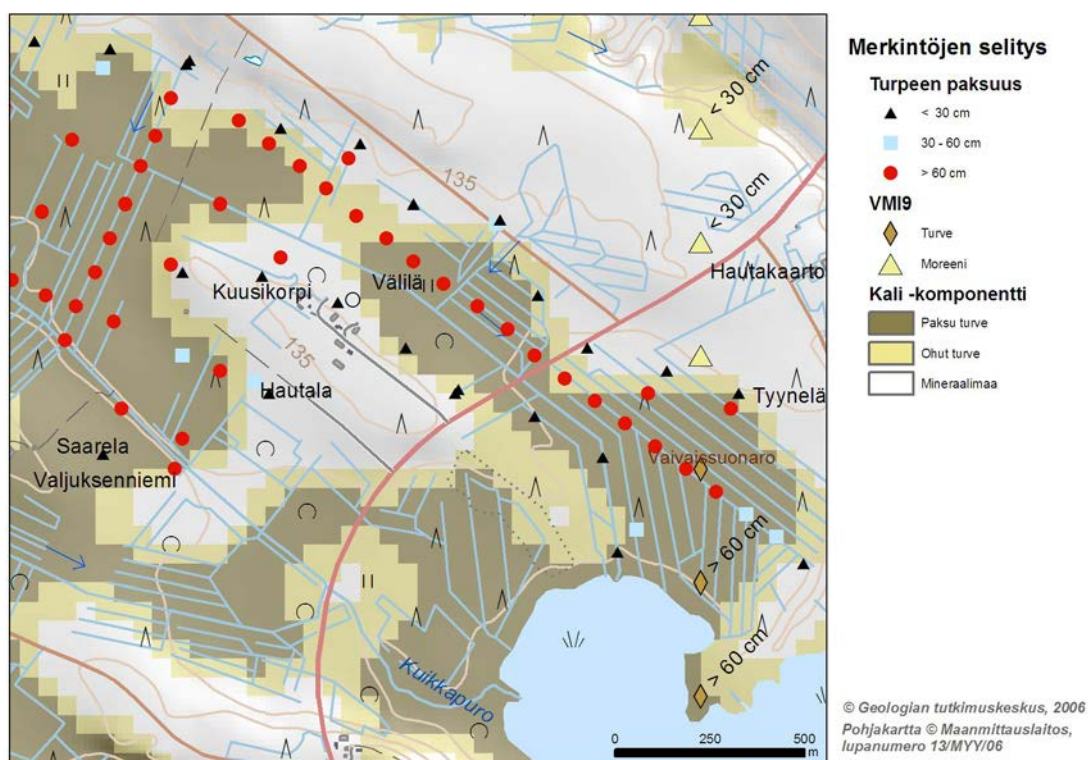 Merkintöjen selitys
Turpeen paksuus
< 30 cm
30 - 60 cm
> 60 cm
VMI9
Turve
Moreeni
Kali -komponentti
Paksu turve
Ohut turve
Mineraalimaa
< 30 cm
135
< 30 cm
Hautakaarto
Välilä
Kuusikorpi
135
Hautala
Tyynelä
Saarela
Valjuksenniemi
Vaivaissuonaro
> 60 cm
> 60 cm
Kuikkapuro
0 250 500
m
© Geologian tutkimuskeskus, 2006
Pohjakartta © Maanmittauslaitos,
lupanumero 13/MYY/06